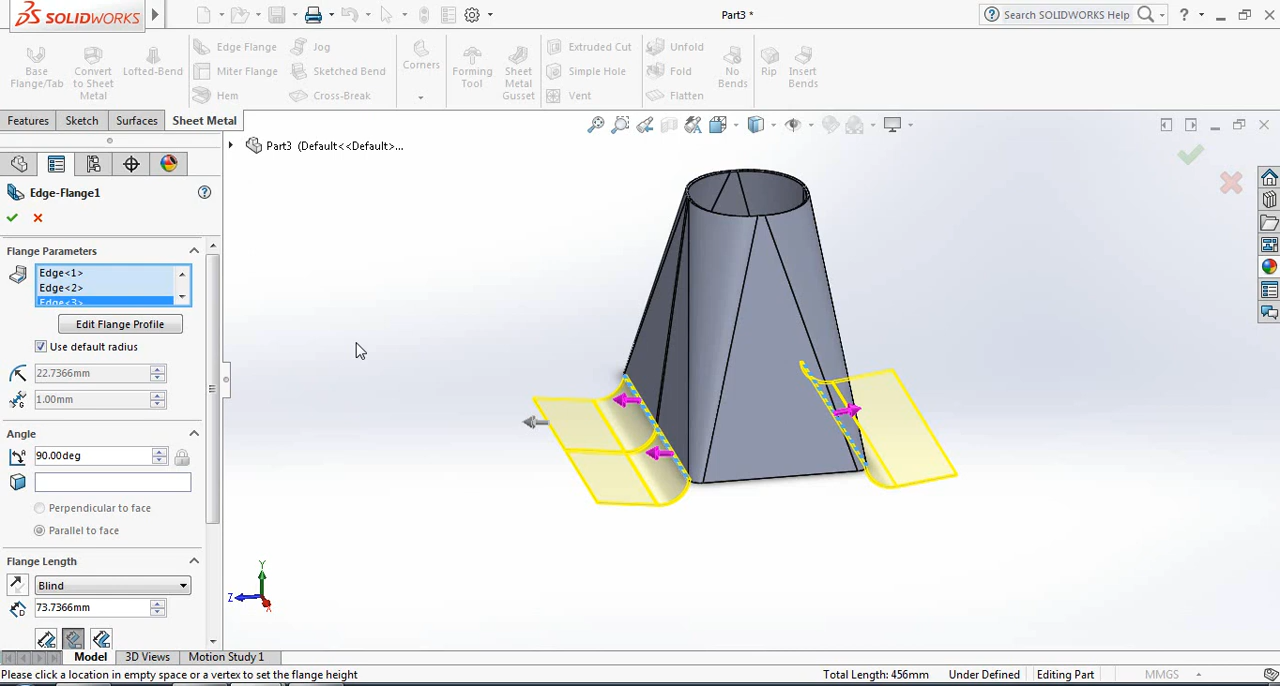 SOLIDWORKS
Part3 *
Search SOLIDWORKS Help
Base Flange/Tab
Convert to Sheet Metal
Lofted-Bend
Edge Flange
Miter Flange
Hem
Jog
Sketched Bend
Cross-Break
Corners
Forming Tool
Sheet Metal Gusset
Extruded Cut
Simple Hole
Vent
Unfold
Fold
Flatten
No Bends
Rip
Insert Bends
Features
Sketch
Surfaces
Sheet Metal
Part3 (Default<<Default>...
Edge-Flange1
Flange Parameters
Edge<1>
Edge<2>
Edge<3>
Edit Flange Profile
Use default radius
22.7366mm
1.00mm
Angle
90.00deg
Perpendicular to face
Parallel to face
Flange Length
Blind
73.7366mm
Y
Z
X
Model
3D Views
Motion Study 1
Please click a location in empty space or a vertex to set the flange height
Total Length: 456mm
Under Defined
Editing Part
MMGS